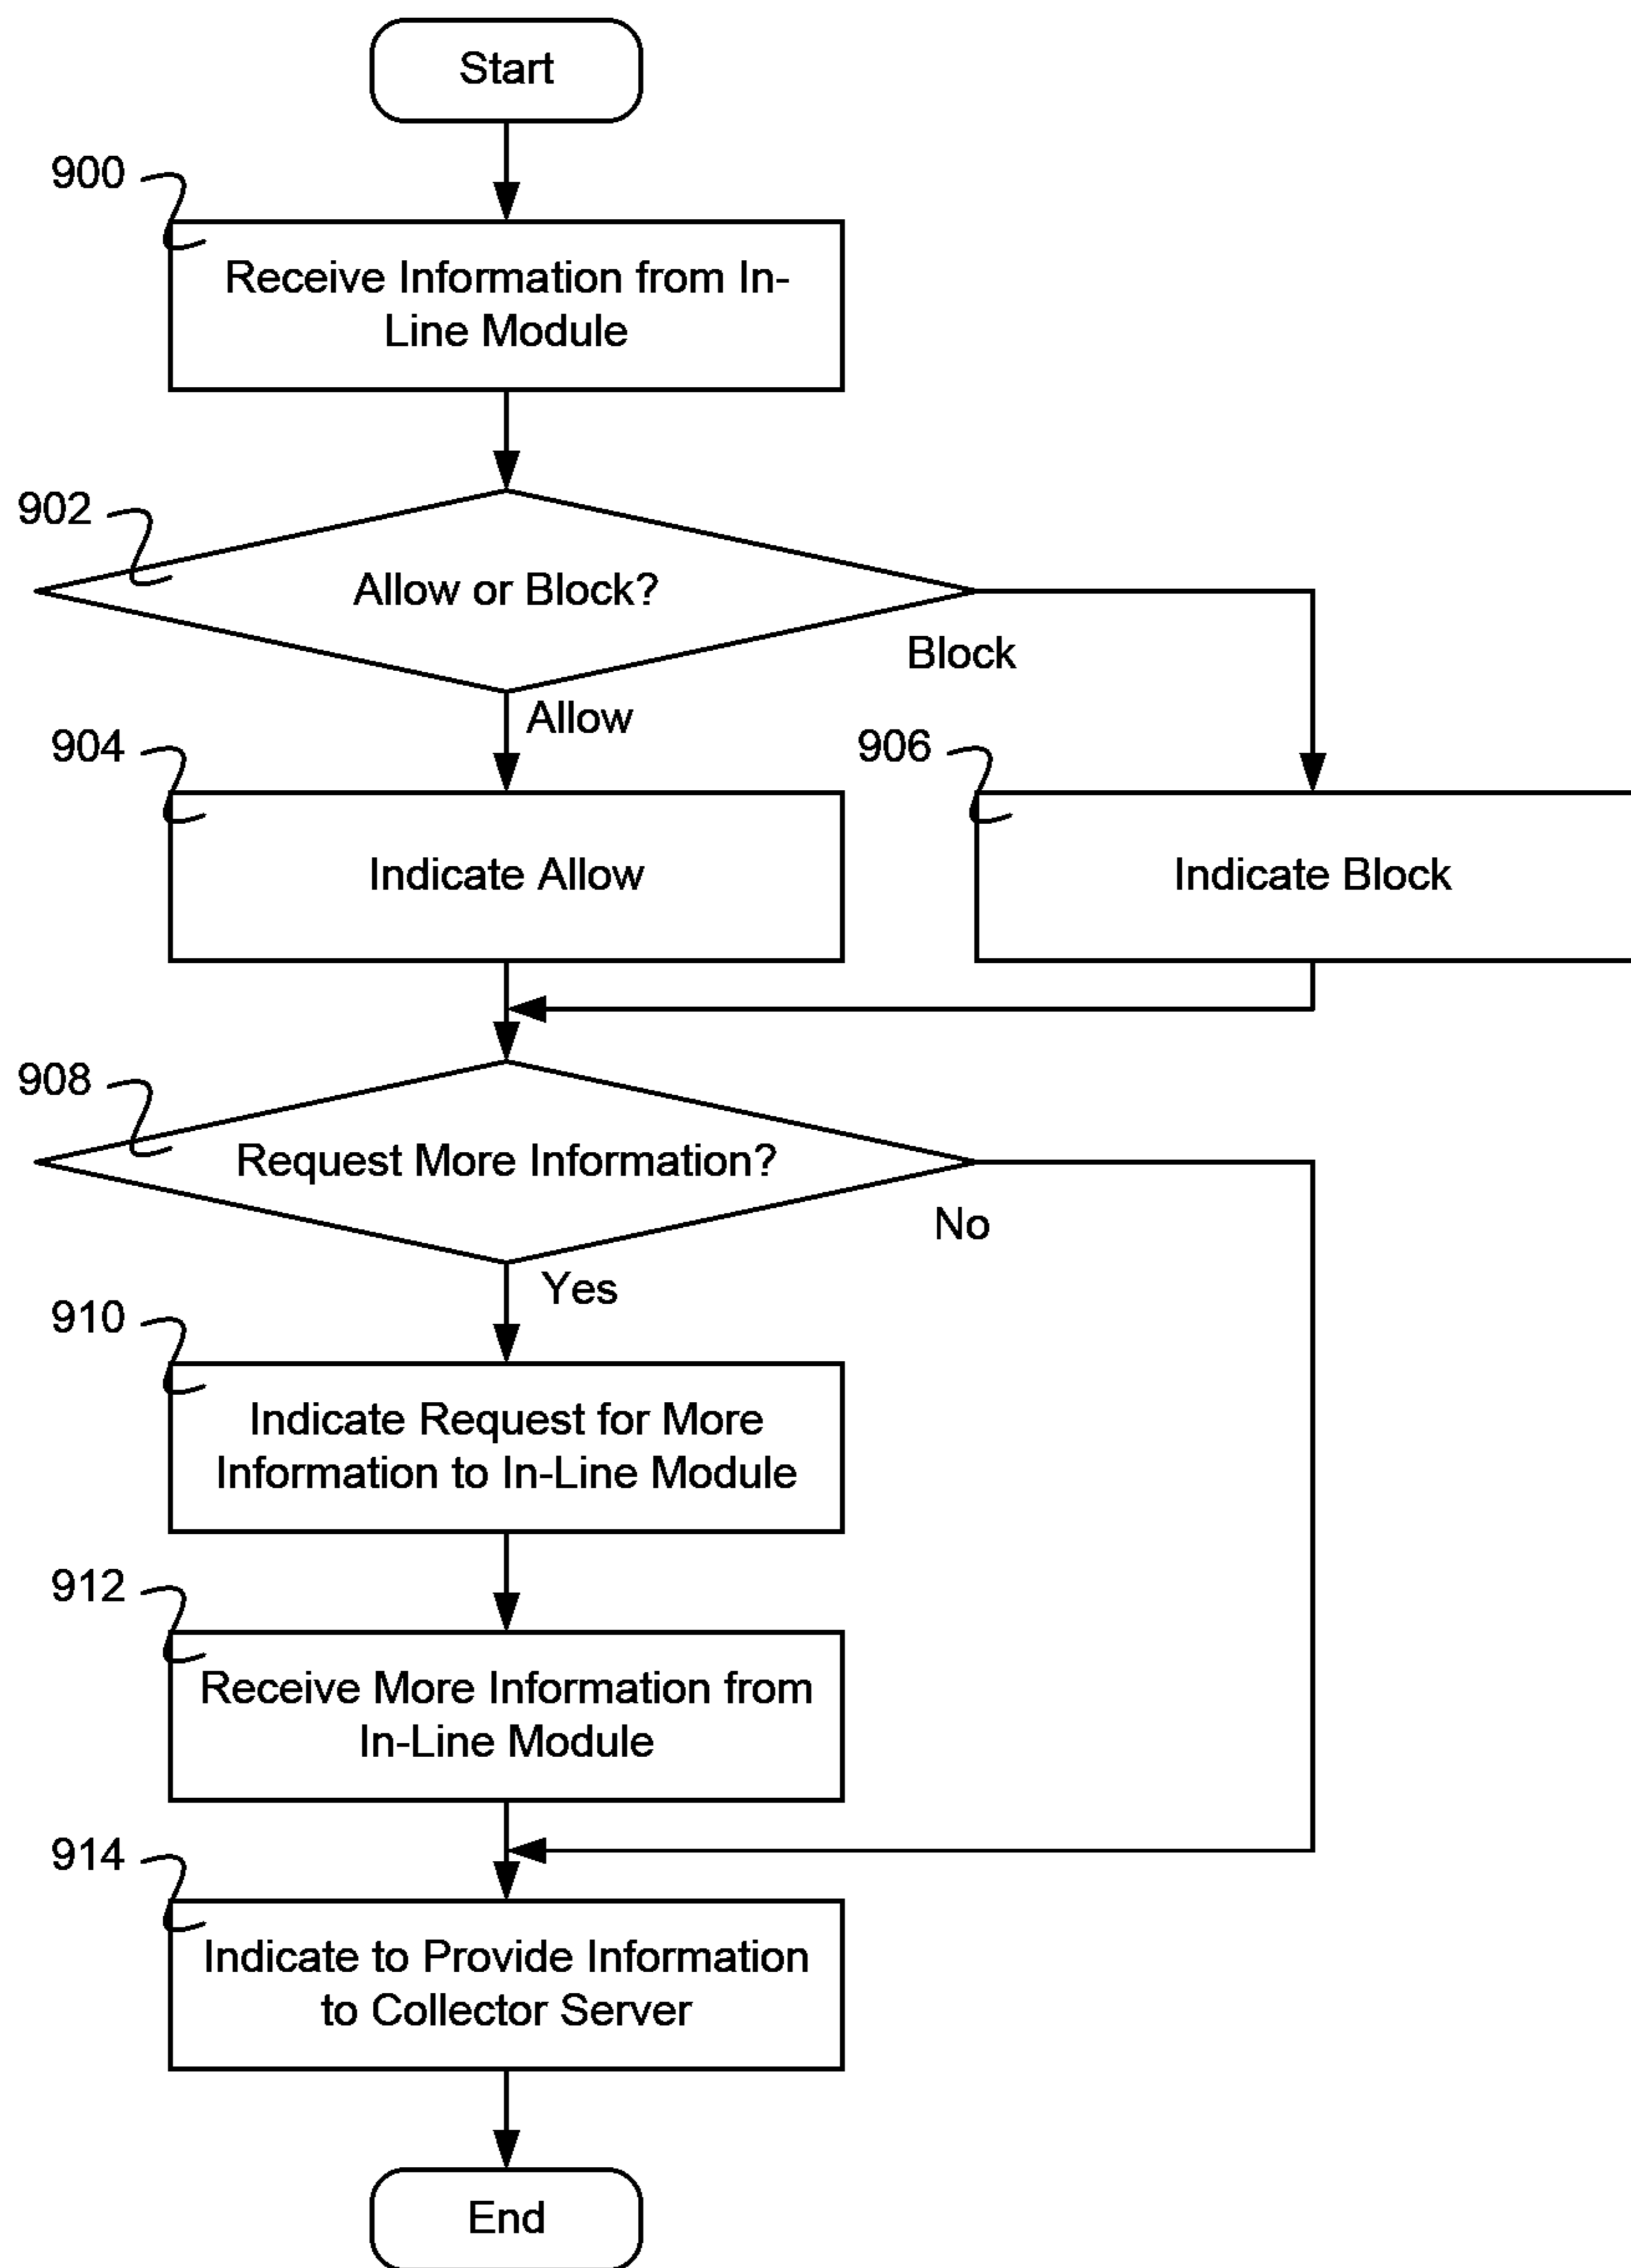 Start
900
Receive Information from In-
Line Module
902
Allow or Block?
Block
Allow
904
906
Indicate Allow
Indicate Block
908
Request More Information?
No
Yes
910
Indicate Request for More
Information to In-Line Module
912
Receive More Information from
In-Line Module
914
Indicate to Provide Information
to Collector Server
End